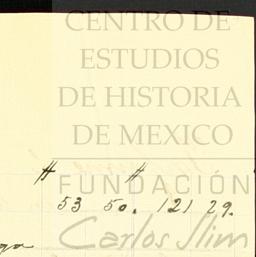 CENTRO DE
ESTUDIOS
DE HISTORIA
DE MEXICO
# #
FUNDACIÓN
53 50. 121 29.
Carlos Slim